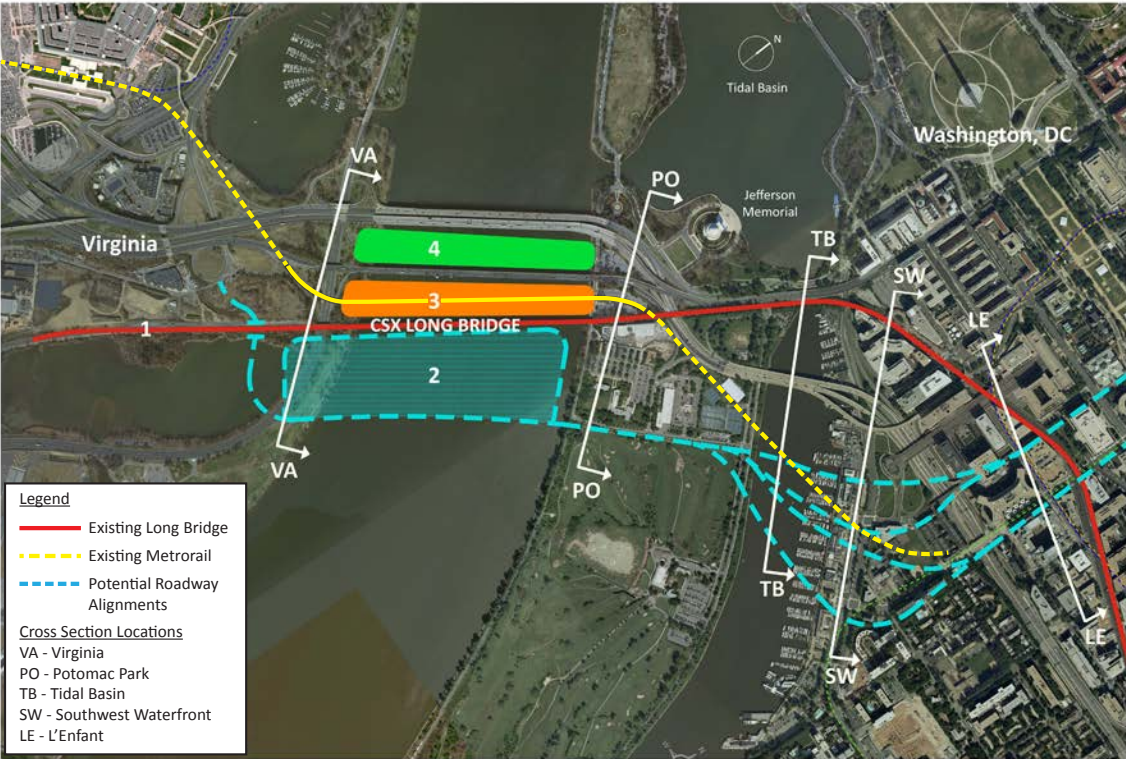 N
Tidal Basin
Washington, DC
VA
PO
Jefferson
Memorial
Virginia
4
TB
SW
3
LE
1
CSX LONG BRIDGE
2
VA
PO
TB
LE
SW
Legend
Existing Long Bridge
Existing Metrorail
Potential Roadway
Alignments
Cross Section Locations
VA - Virginia
PO - Potomac Park
TB - Tidal Basin
SW - Southwest Waterfront
LE - L'Enfant